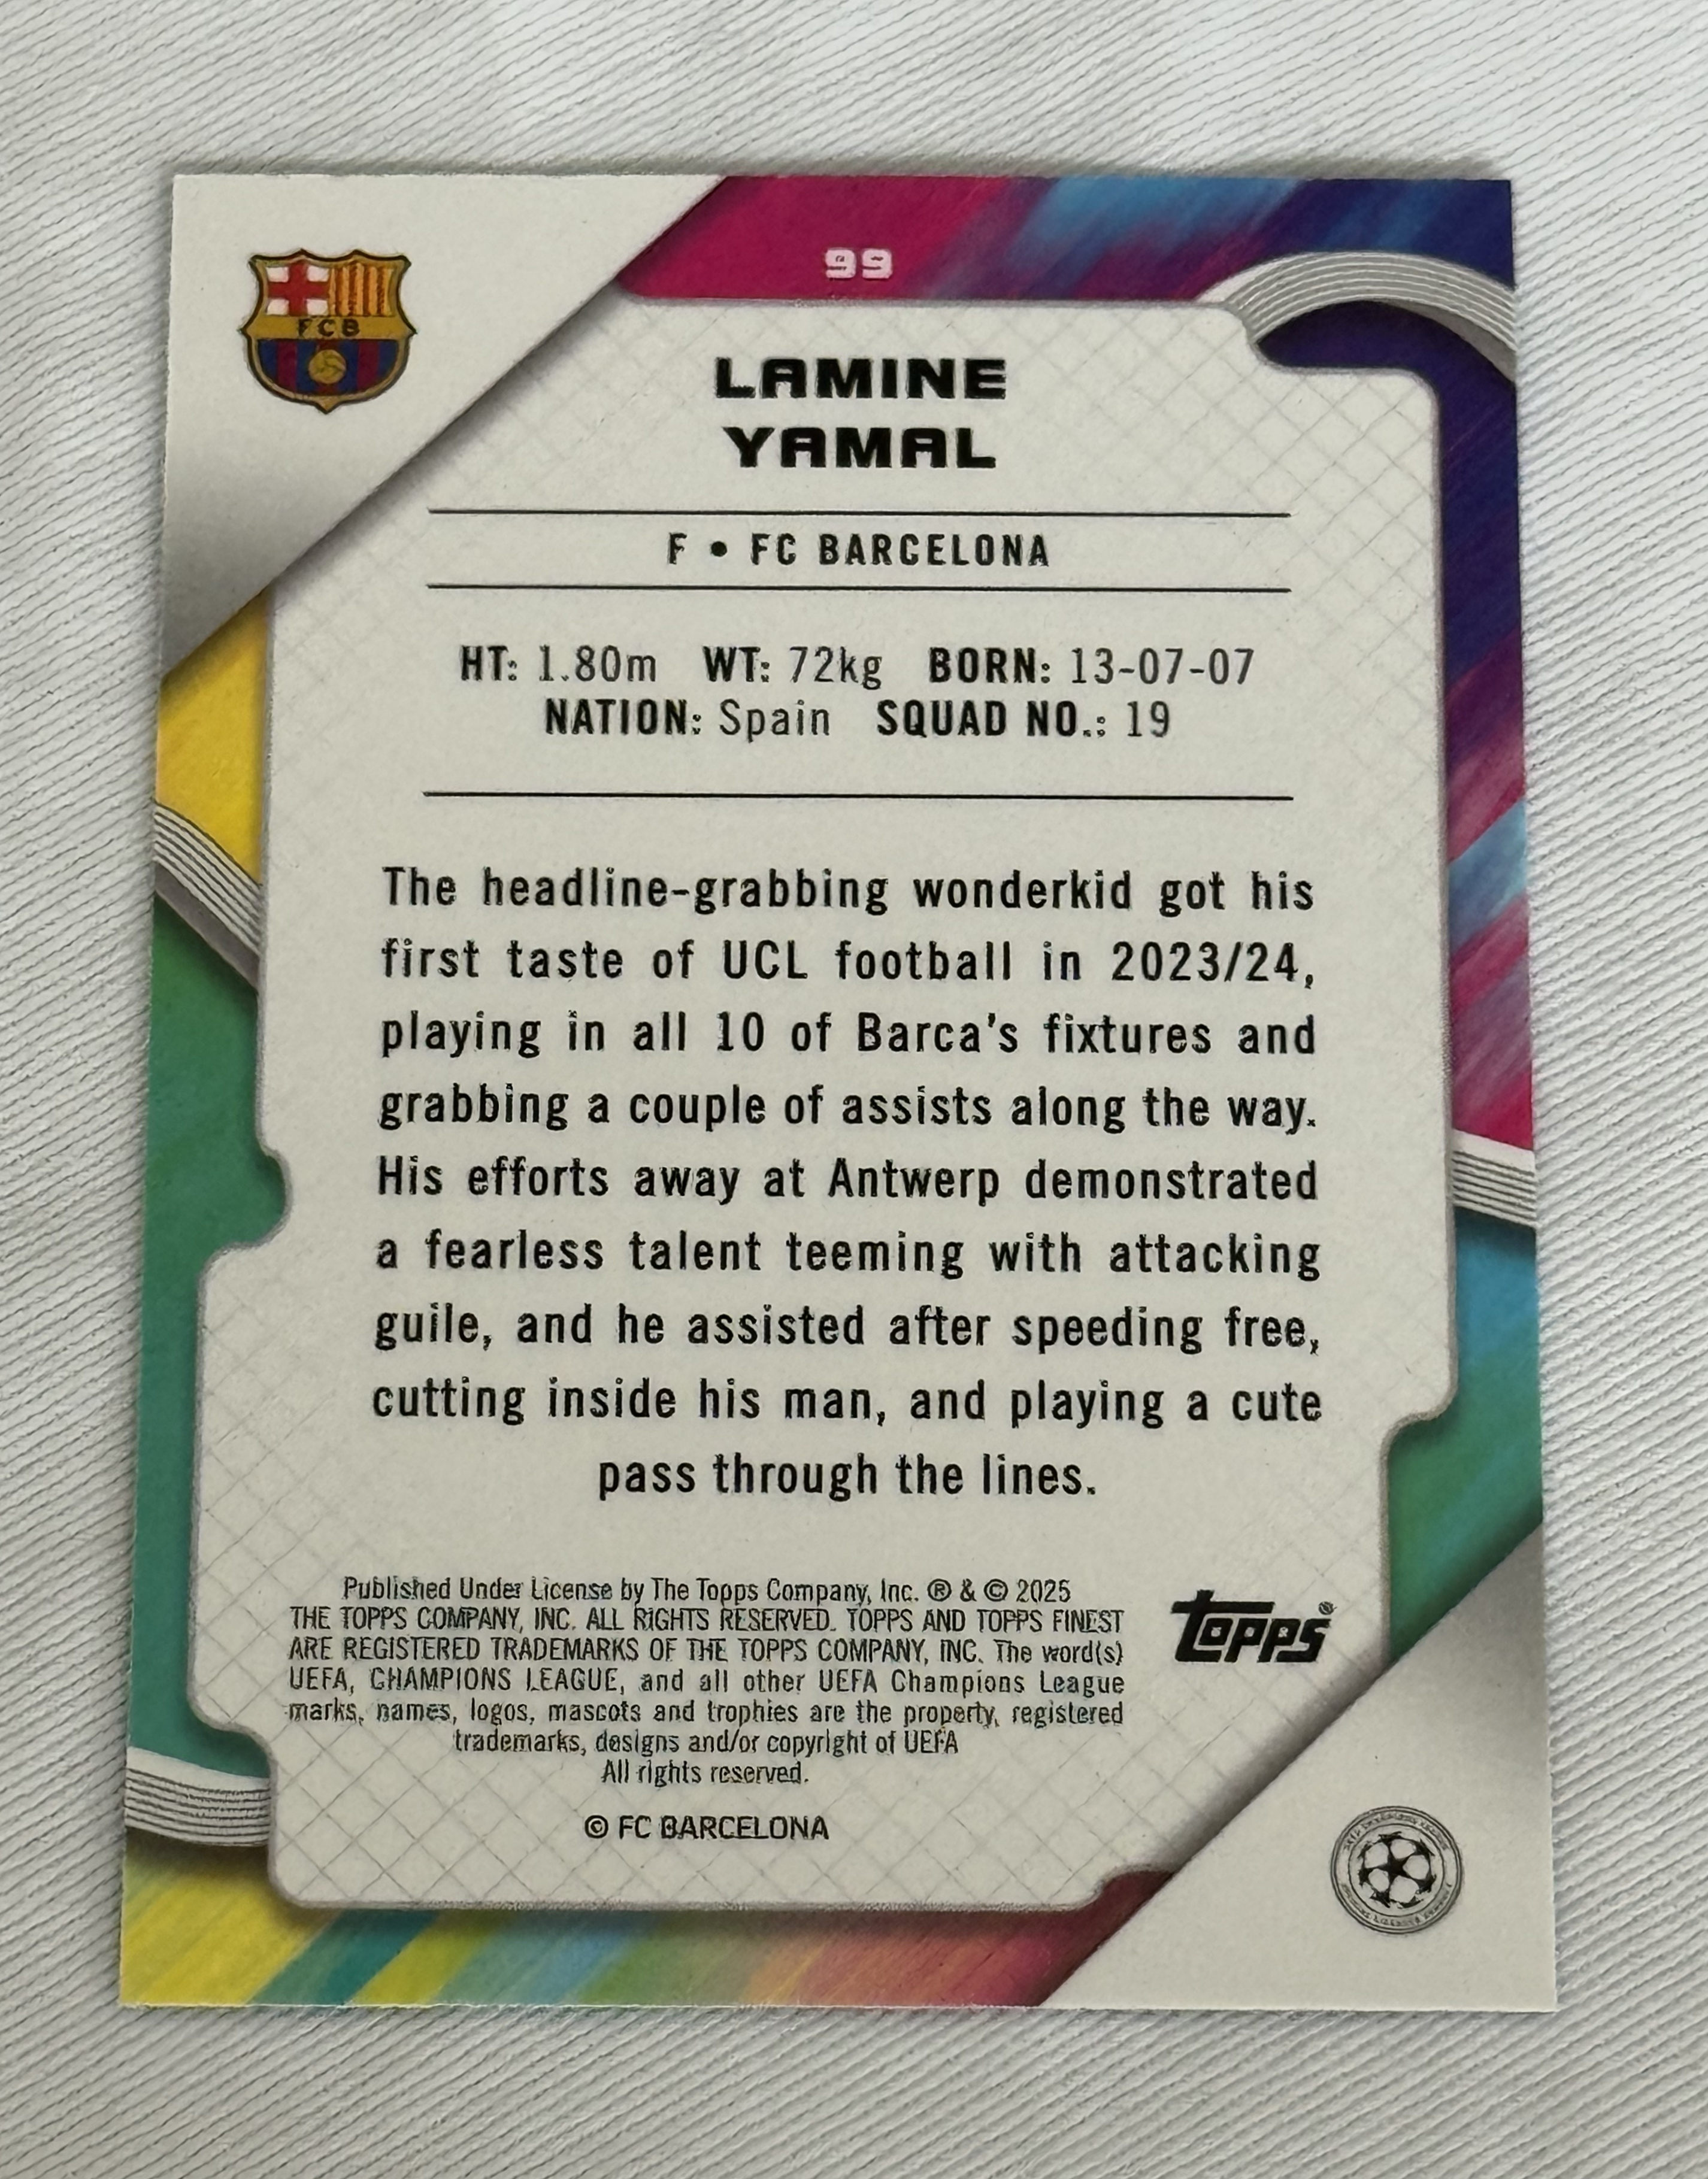 FCB
99
LAMINE
YAMAL
F • FC BARCELONA
HT: 1.80m WT: 72kg BORN: 13-07-07
NATION: Spain SQUAD NO.: 19
The headline-grabbing wonderkid got his
first taste of UCL football in 2023/24,
playing in all 10 of Barca's fixtures and
grabbing a couple of assists along the way.
His efforts away at Antwerp demonstrated
a fearless talent teeming with attacking
guile, and he assisted after speeding free,
cutting inside his man, and playing a cute
pass through the lines.
Published Under License by The Topps Company, Inc. ® & © 2025
THE TOPPS COMPANY, INC. ALL RIGHTS RESERVED. TOPPS AND TOPPS FINEST
ARE REGISTERED TRADEMARKS OF THE TOPPS COMPANY, INC. The word(s)
UEFA, CHAMPIONS LEAGUE, and all other UEFA Champions League
marks, names, logos, mascots and trophies are the property, registered
trademarks, designs and/or copyright of UEFA
All rights reserved.
© FC BARCELONA
Topps®